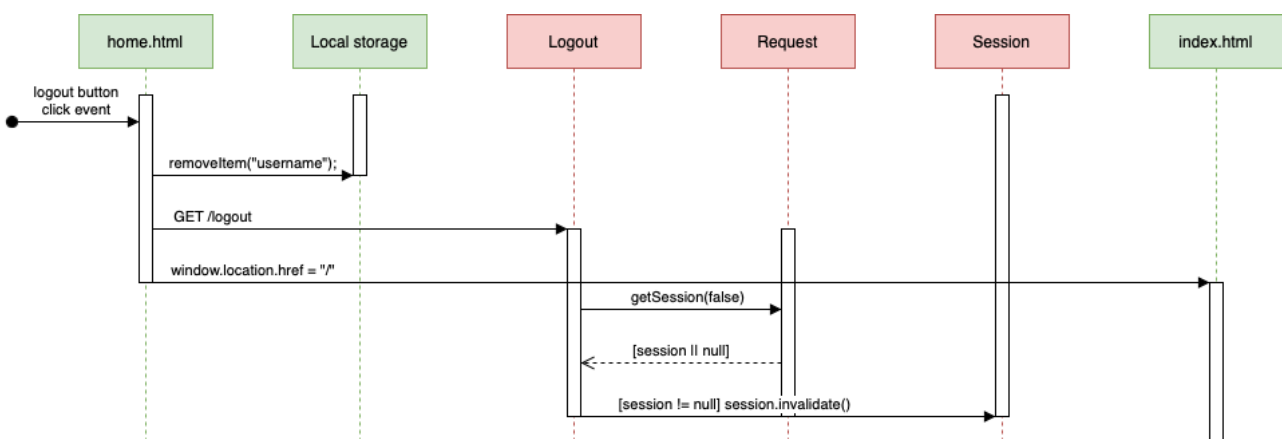 home.html
Local storage
Logout
Request
Session
index.html
logout button
click event
removeItem("username");
GET /logout
window.location.href = "/"
getSession(false)
[session || null]
[session != null] session.invalidate()